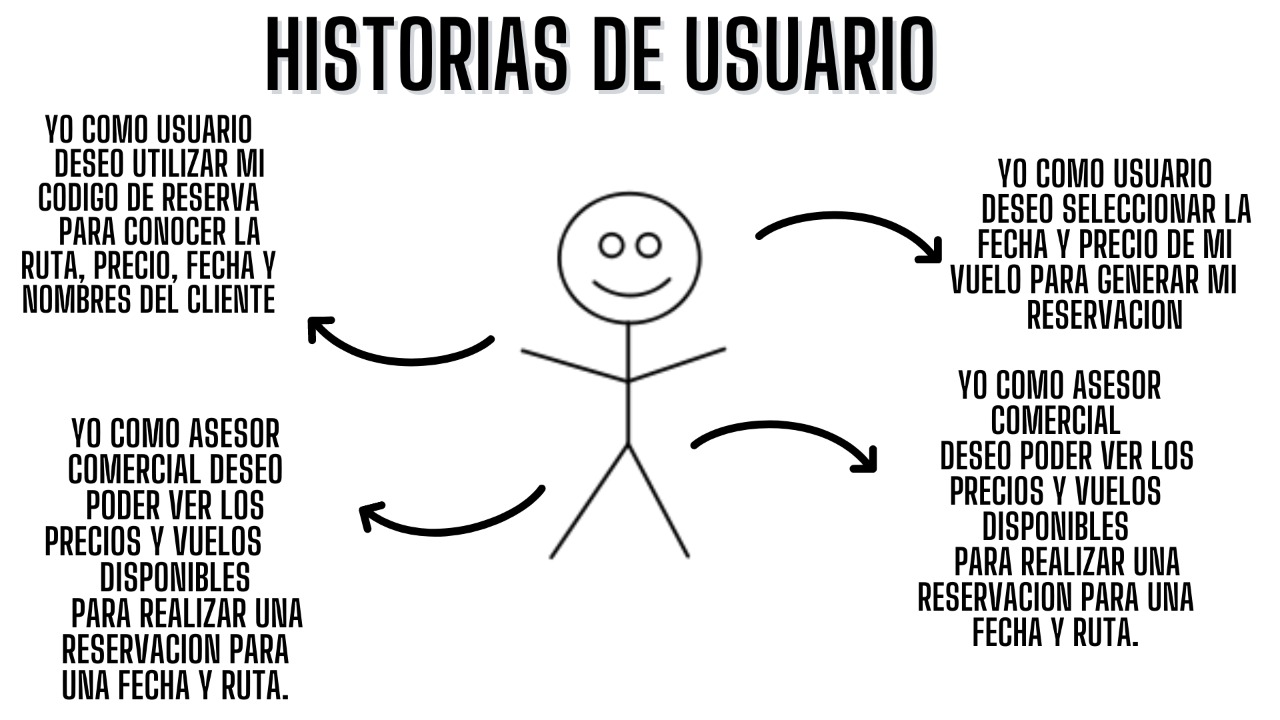 HISTORIAS DE USUARIO
YO COMO USUARIO
DESEO UTILIZAR MI
CODIGO DE RESERVA
PARA CONOCER LA
RUTA, PRECIO, FECHA Y
NOMBRES DEL CLIENTE
YO COMO ASESOR
COMERCIAL DESEO
PODER VER LOS
PRECIOS Y VUELOS
DISPONIBLES
PARA REALIZAR UNA
RESERVACION PARA
UNA FECHA Y RUTA.
YO COMO USUARIO
DESEO SELECCIONAR LA
FECHA Y PRECIO DE MI
VUELO PARA GENERAR MI
RESERVACION
YO COMO ASESOR
COMERCIAL
DESEO PODER VER LOS
PRECIOS Y VUELOS
DISPONIBLES
PARA REALIZAR UNA
RESERVACION PARA UNA
FECHA Y RUTA.